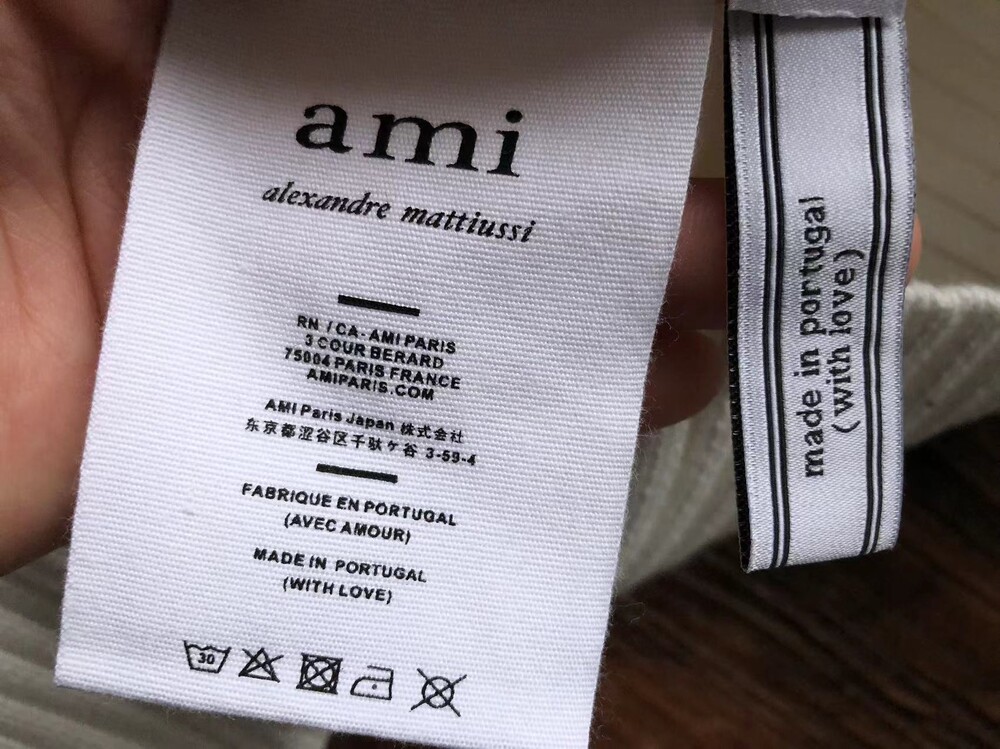 ami
alexandre mattiussi
RN / CA- AMI PARIS
3 COUR BERARD
75004 PARIS FRANCE
AMIPARIS.COM
AMI Paris Japan 株式会社
东京都涩谷区千駄ヶ谷 3-59-4
FABRIQUE EN PORTUGAL
(AVEC AMOUR)
MADE IN PORTUGAL
(WITH LOVE)
30
made in portugal
(with love)